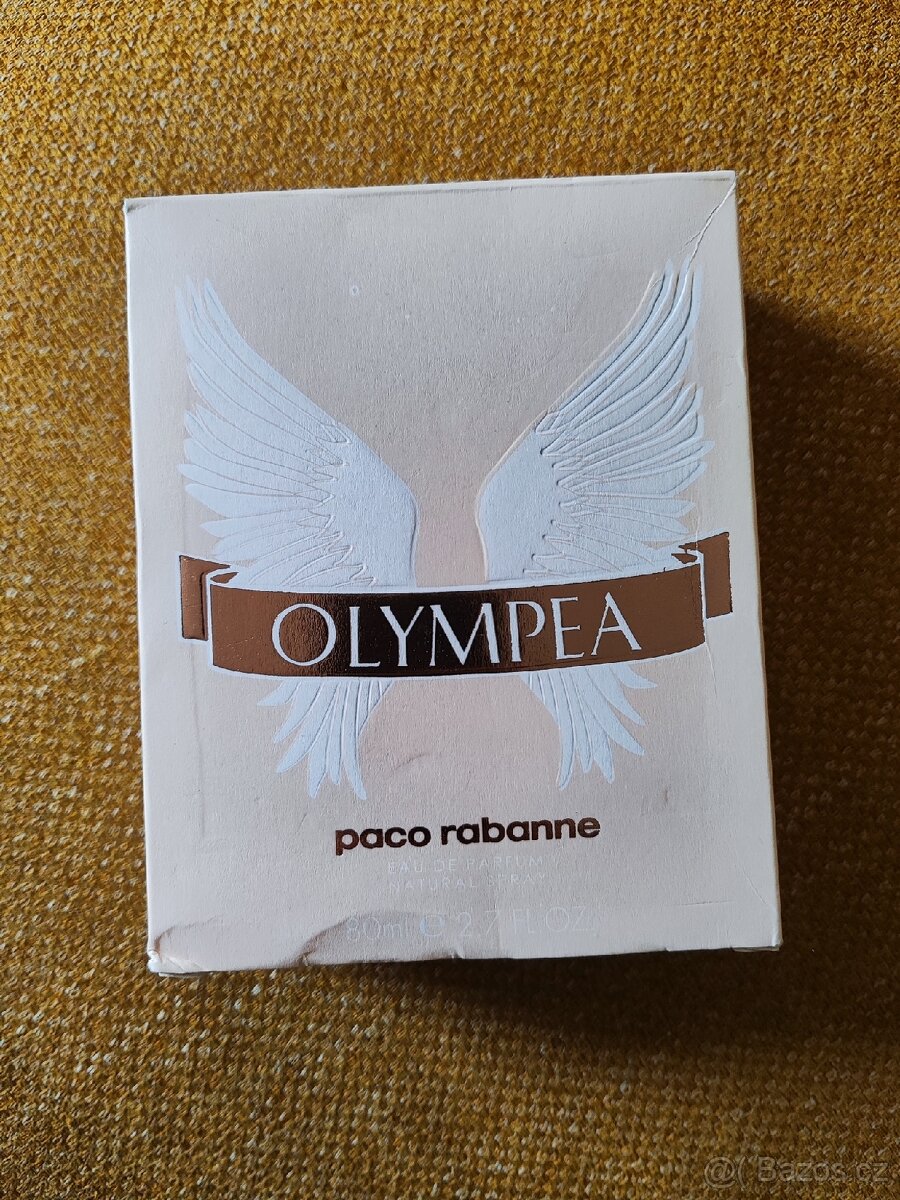 OLYMPEA
paco rabanne
EAU DE PARFUM
NATURAL SPRAY
80ml e 2.7 FL.OZ.
@( Bazos.cz